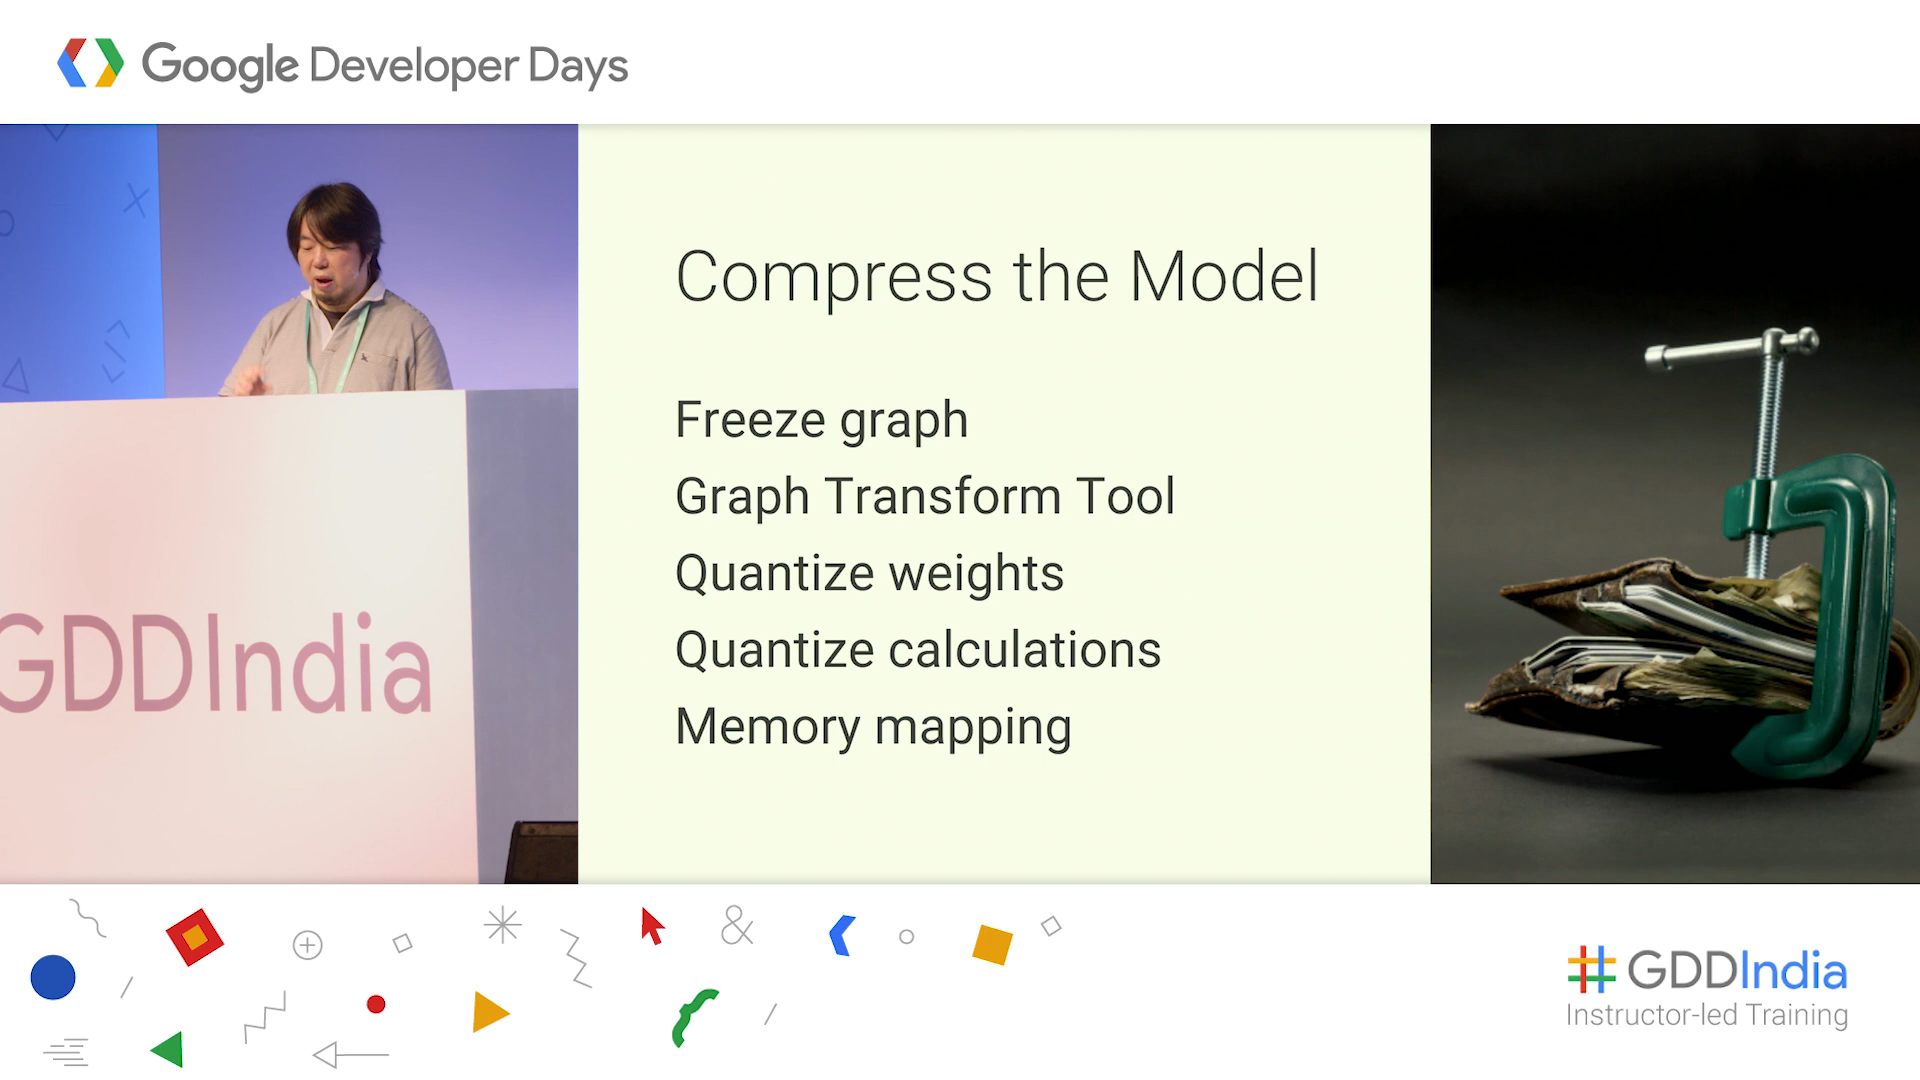 Google Developer Days
Compress the Model
Freeze graph
Graph Transform Tool
Quantize weights
Quantize calculations
Memory mapping
GDDIndia
&
#GDDIndia
Instructor-led Training